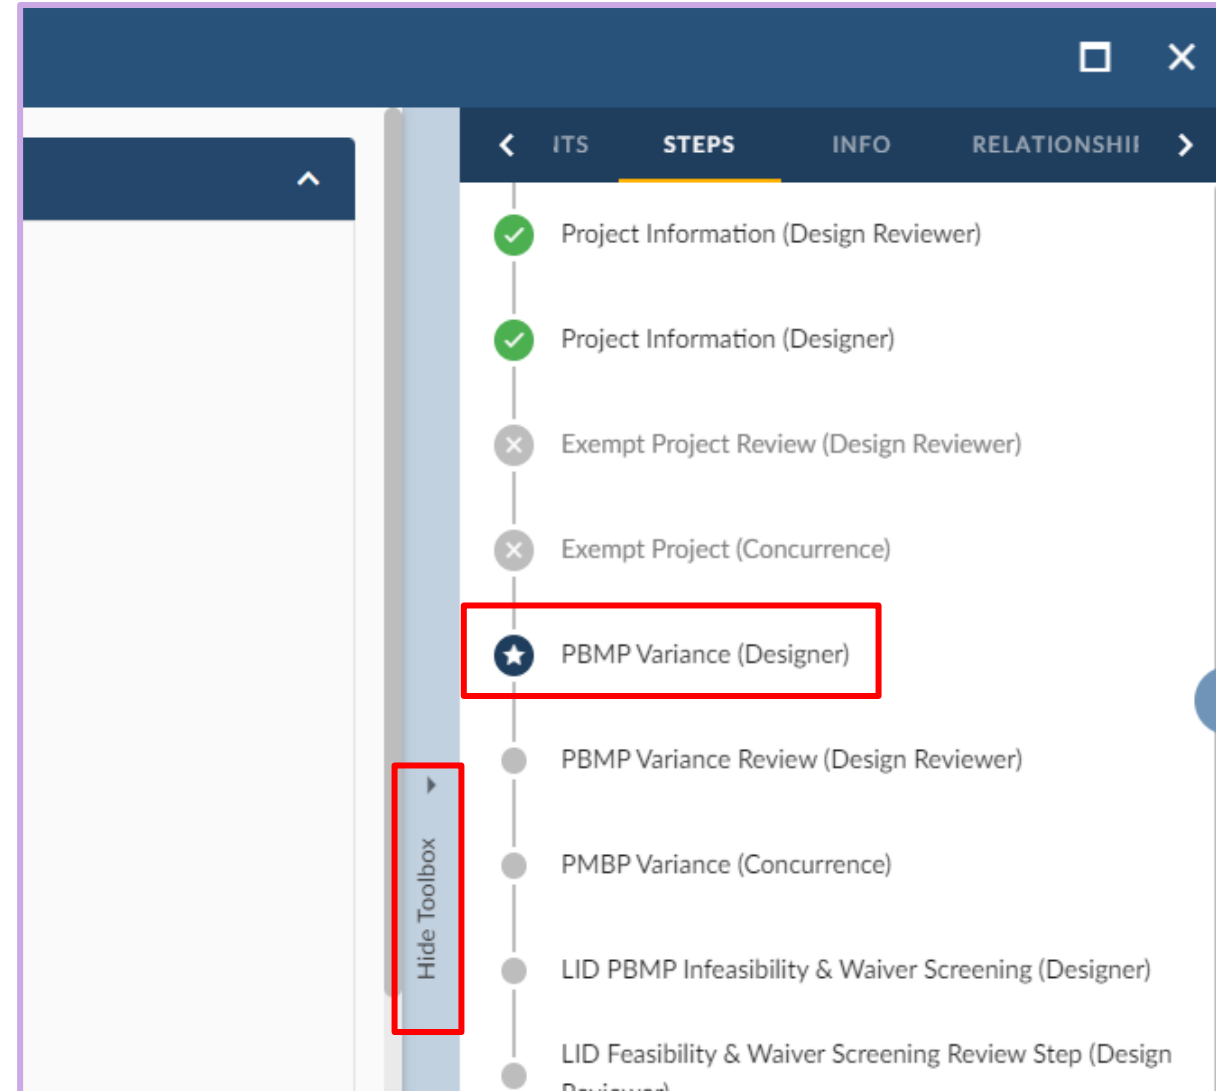 ITS STEPS INFO RELATIONSHIP
Project Information (Design Reviewer)
Project Information (Designer)
Exempt Project Review (Design Reviewer)
Exempt Project (Concurrence)
PBMP Variance (Designer)
PBMP Variance Review (Design Reviewer)
Hide Toolbox
PMBP Variance (Concurrence)
LID PBMP Infeasibility & Waiver Screening (Designer)
LID Feasibility & Waiver Screening Review Step (Design
Reviewer)